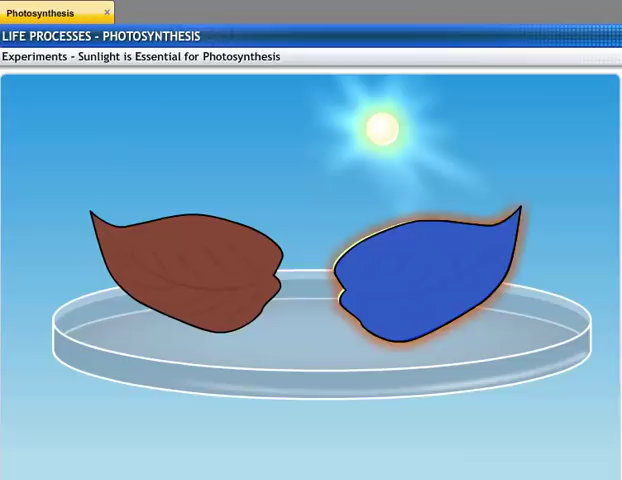 Photosynthesis
LIFE PROCESSES - PHOTOSYNTHESIS
Experiments - Sunlight is Essential for Photosynthesis